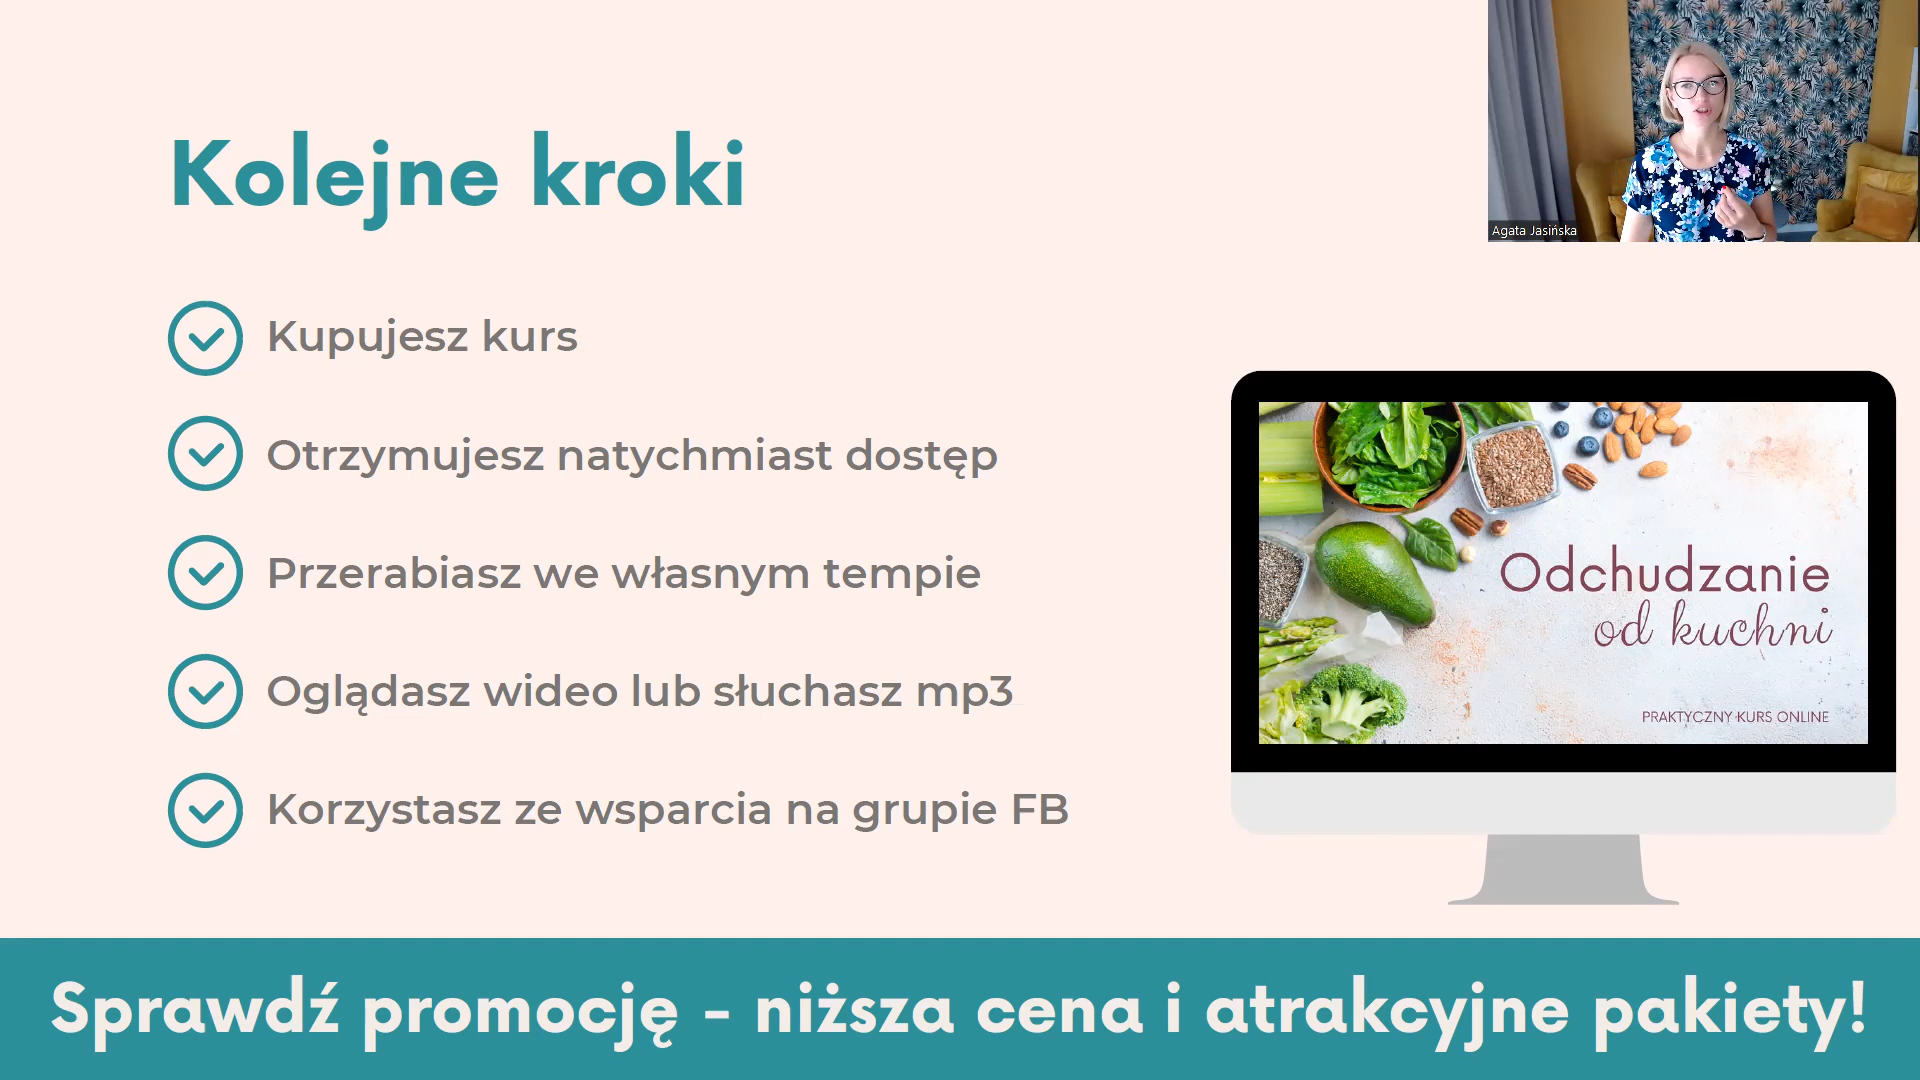 Kolejne kroki
Agata Jasińska
Kupujesz kurs
Otrzymujesz natychmiast dostęp
Przerabiasz we własnym tempie
Oglądasz wideo lub słuchasz mp3
Korzystasz ze wsparcia na grupie FB
Odchudzanie
od kuchni
PRAKTYCZNY KURS ONLINE
Sprawdź promocję - niższa cena i atrakcyjne pakiety!